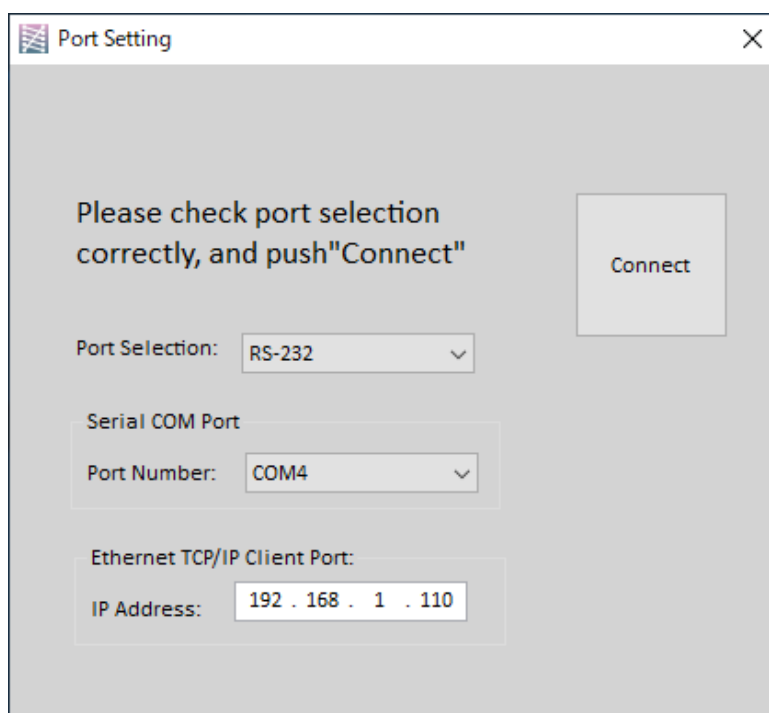 Port Setting
Please check port selection
correctly, and push"Connect"
Connect
Port Selection: RS-232
Serial COM Port
Port Number: COM4
Ethernet TCP/IP Client Port:
IP Address: 192 . 168 . 1 . 110